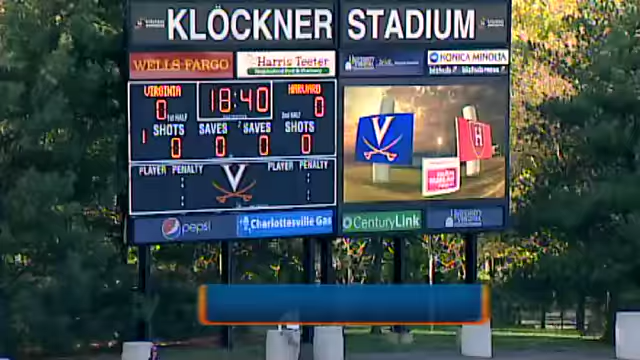 KLÖCKNER STADIUM
WELLS FARGO
Harris Teeter
KONICA MINOLTA
VIRGINIA 18:40 HARVARD
0 1st HALF 2nd HALF 0
1 SHOTS SAVES SAVES SHOTS
0 0 0 0
PLAYER PENALTY PLAYER PENALTY
V
V
H
pepsi
Charlottesville Gas
CenturyLink